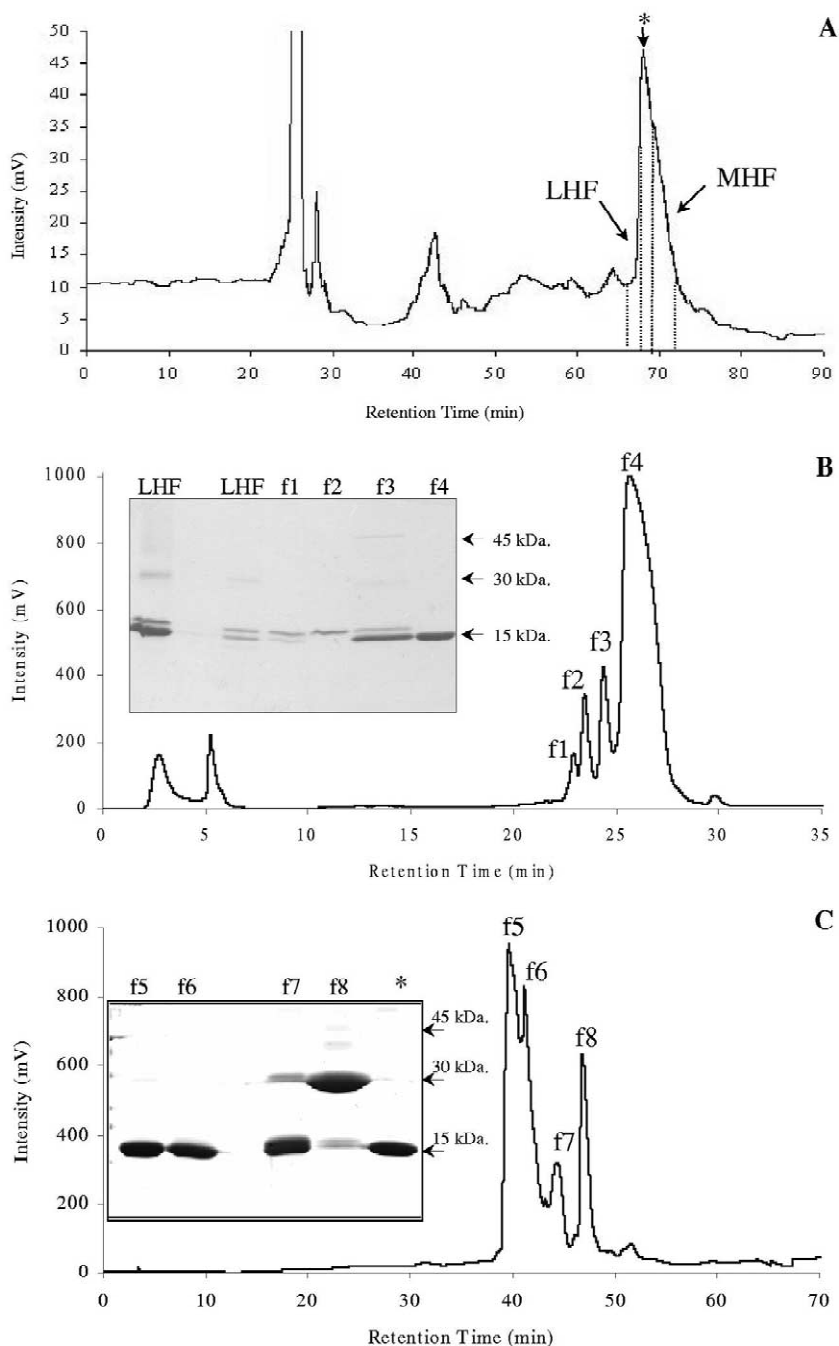 *
A
50
45
40
35
30
25
20
15
10
5
0
Intensity (mV)
LHF
MHF
0 10 20 30 40 50 60 70 80 90
Retention Time (min)
B
f4
1000
800
600
400
200
0
Intensity (mV)
LHF LHF f1 f2 f3 f4
45 kDa.
30 kDa.
15 kDa.
f3
f2
f1
0 5 10 15 20 25 30 35
Retention Time (min)
C
f5
f6
f8
f7
1000
800
600
400
200
0
Intensity (mV)
f5 f6 f7 f8 *
45 kDa.
30 kDa.
15 kDa.
0 10 20 30 40 50 60 70
Retention Time (min)